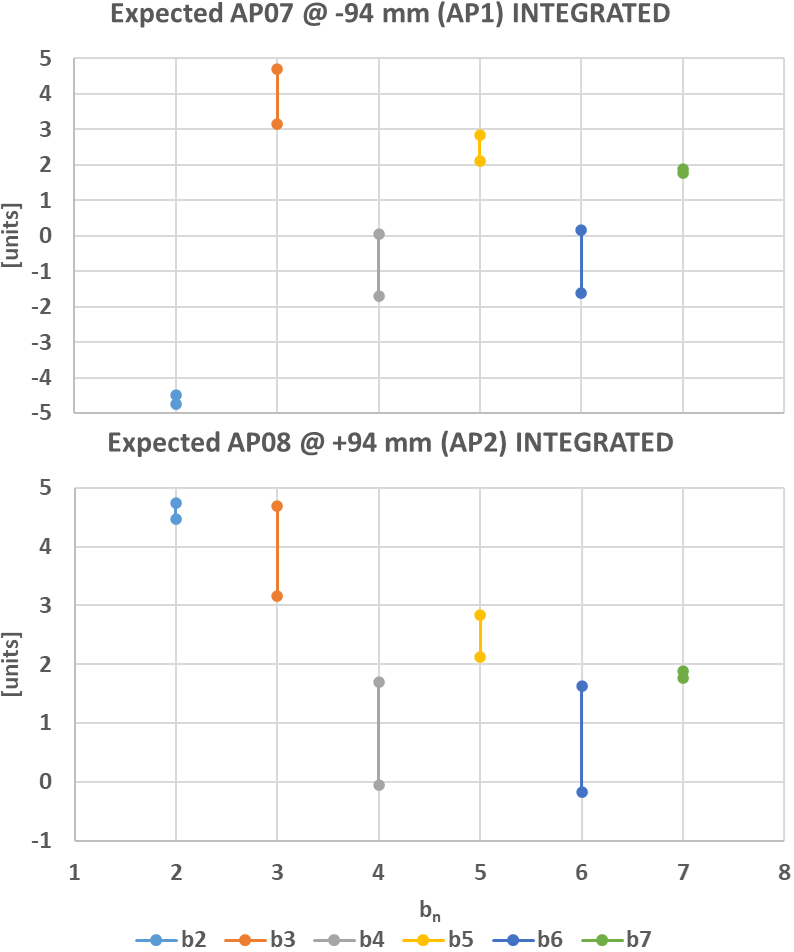 Expected AP07 @ -94 mm (AP1) INTEGRATED
5
4
3
2
1
0
-1
-2
-3
-4
-5
[units]
Expected AP08 @ +94 mm (AP2) INTEGRATED
5
4
3
2
1
0
-1
[units]
1 2 3 4 5 6 7 8
bn
b2 b3 b4 b5 b6 b7